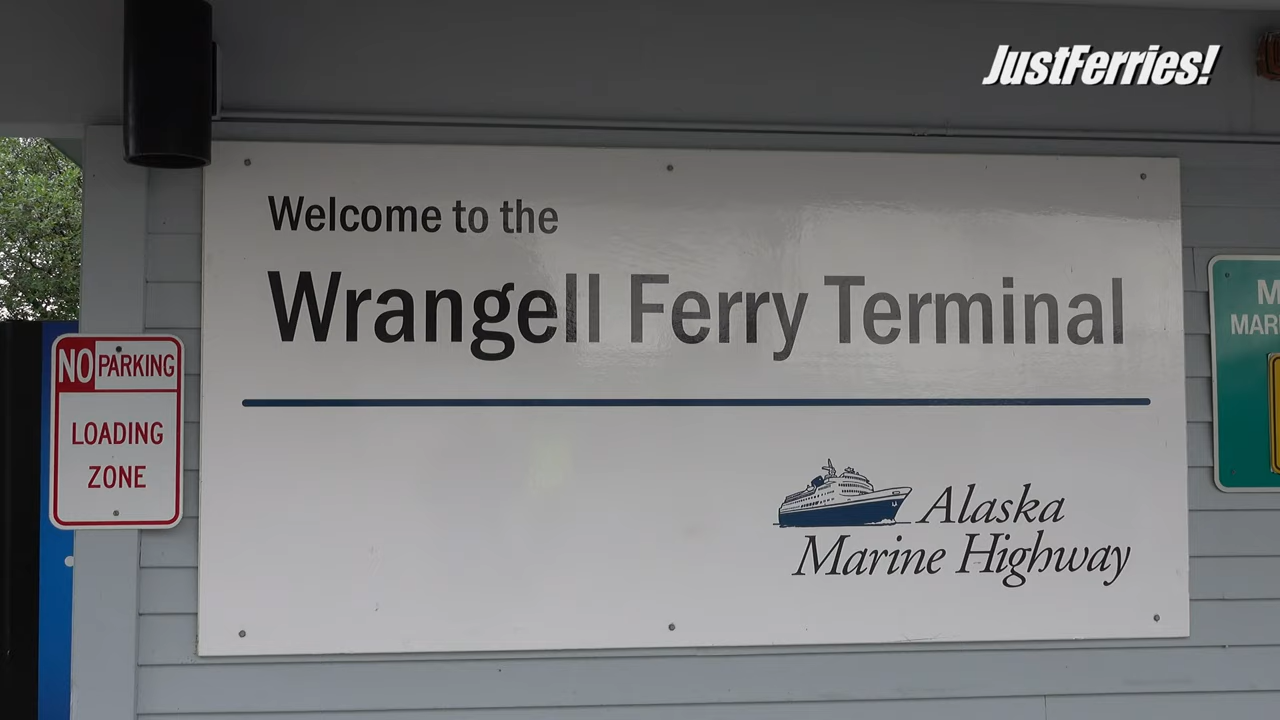 JustFerries!
Welcome to the
Wrangell Ferry Terminal
NO PARKING
LOADING
ZONE
Alaska
Marine Highway